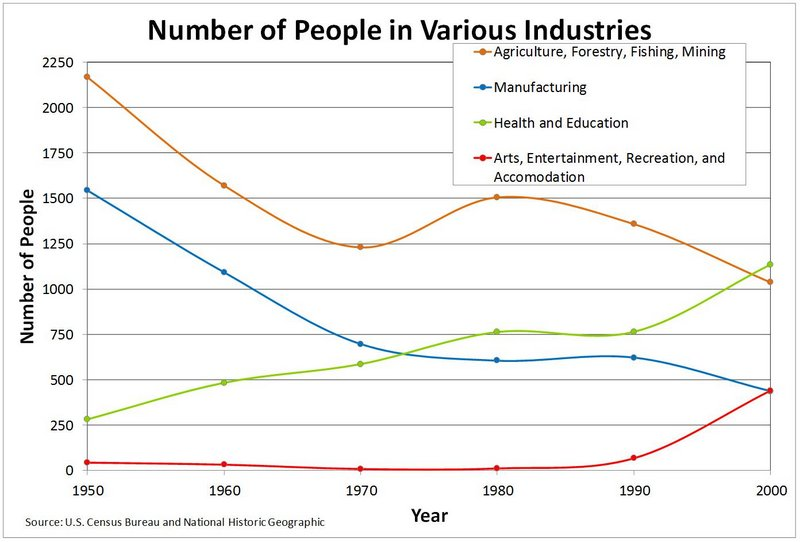 Number of People in Various Industries
Agriculture, Forestry, Fishing, Mining
Manufacturing
Health and Education
Arts, Entertainment, Recreation, and
Accomodation
Number of People
2250
2000
1750
1500
1250
1000
750
500
250
0
1950 1960 1970 1980 1990 2000
Year
Source: U.S. Census Bureau and National Historic Geographic